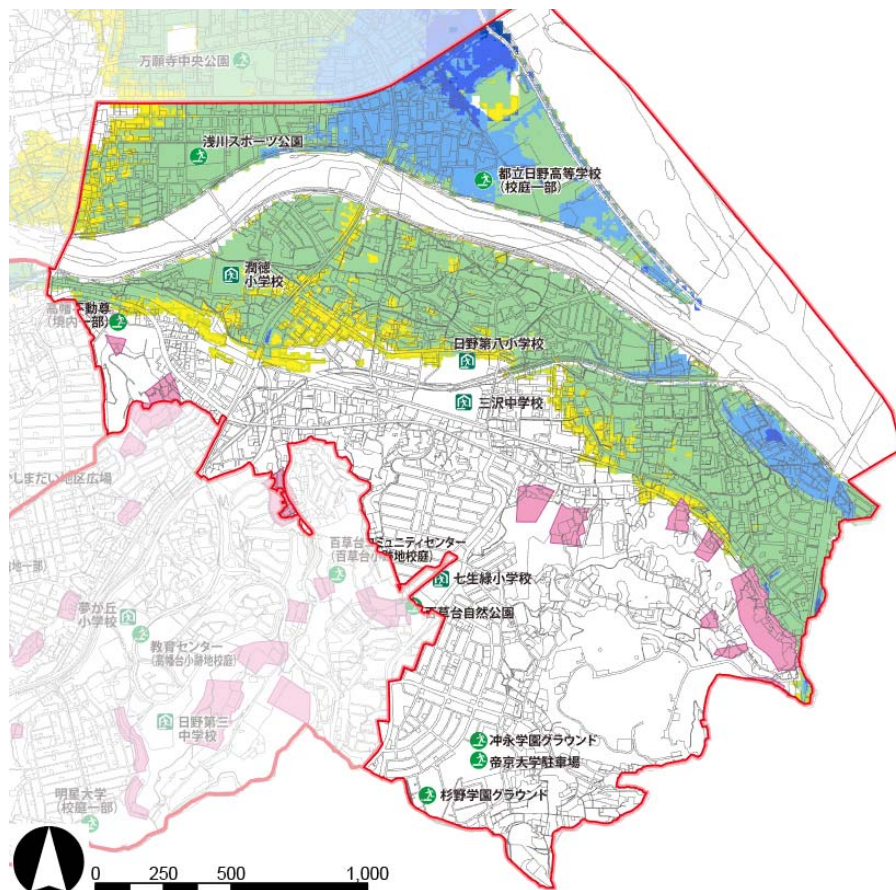 万願寺中央公園
浅川スポーツ公園
都立日野高等学校
(校庭一部)
潤徳
小学校
高幡不動尊
(境内一部)
日野第八小学校
三沢中学校
しまだい地区広場
百草台コミュニティセンター
(百草台小跡地校庭)
七生緑小学校
百草台自然公園
地一部)
夢が丘
小学校
教育センター
(高幡台小跡地校庭)
日野第三
中学校
冲永学園グラウンド
帝京大学駐車場
杉野学園グラウンド
明星大学
(校庭一部)
0 250 500 1,000